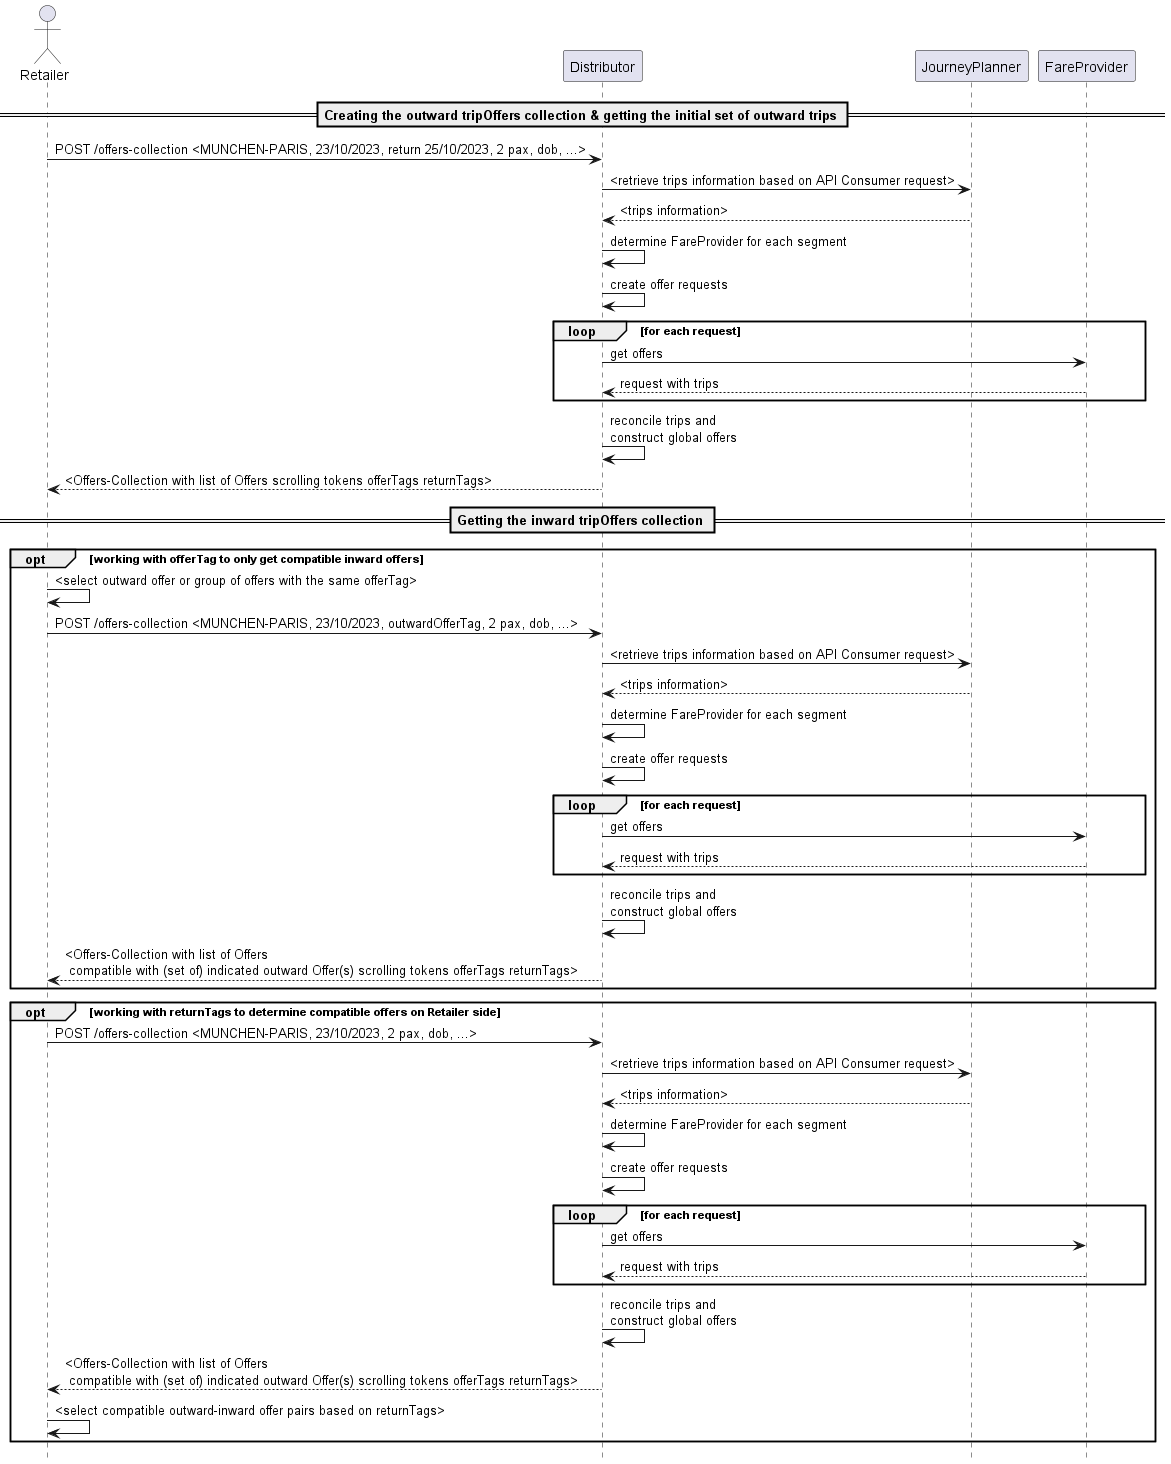 Retailer
Distributor
JourneyPlanner
FareProvider
Creating the outward tripOffers collection & getting the initial set of outward trips
POST /offers-collection <MUNCHEN-PARIS, 23/10/2023, return 25/10/2023, 2 pax, dob, ...>
<retrieve trips information based on API Consumer request>
<trips information>
determine FareProvider for each segment
create offer requests
loop [for each request]
get offers
request with trips
reconcile trips and
construct global offers
<Offers-Collection with list of Offers scrolling tokens offerTags returnTags>
Getting the inward tripOffers collection
opt [working with offerTag to only get compatible inward offers]
<select outward offer or group of offers with the same offerTag>
POST /offers-collection <MUNCHEN-PARIS, 23/10/2023, outwardOfferTag, 2 pax, dob, ...>
<retrieve trips information based on API Consumer request>
<trips information>
determine FareProvider for each segment
create offer requests
loop [for each request]
get offers
request with trips
reconcile trips and
construct global offers
<Offers-Collection with list of Offers
compatible with (set of) indicated outward Offer(s) scrolling tokens offerTags returnTags>
opt [working with returnTags to determine compatible offers on Retailer side]
POST /offers-collection <MUNCHEN-PARIS, 23/10/2023, 2 pax, dob, ...>
<retrieve trips information based on API Consumer request>
<trips information>
determine FareProvider for each segment
create offer requests
loop [for each request]
get offers
request with trips
reconcile trips and
construct global offers
<Offers-Collection with list of Offers
compatible with (set of) indicated outward Offer(s) scrolling tokens offerTags returnTags>
<select compatible outward-inward offer pairs based on returnTags>